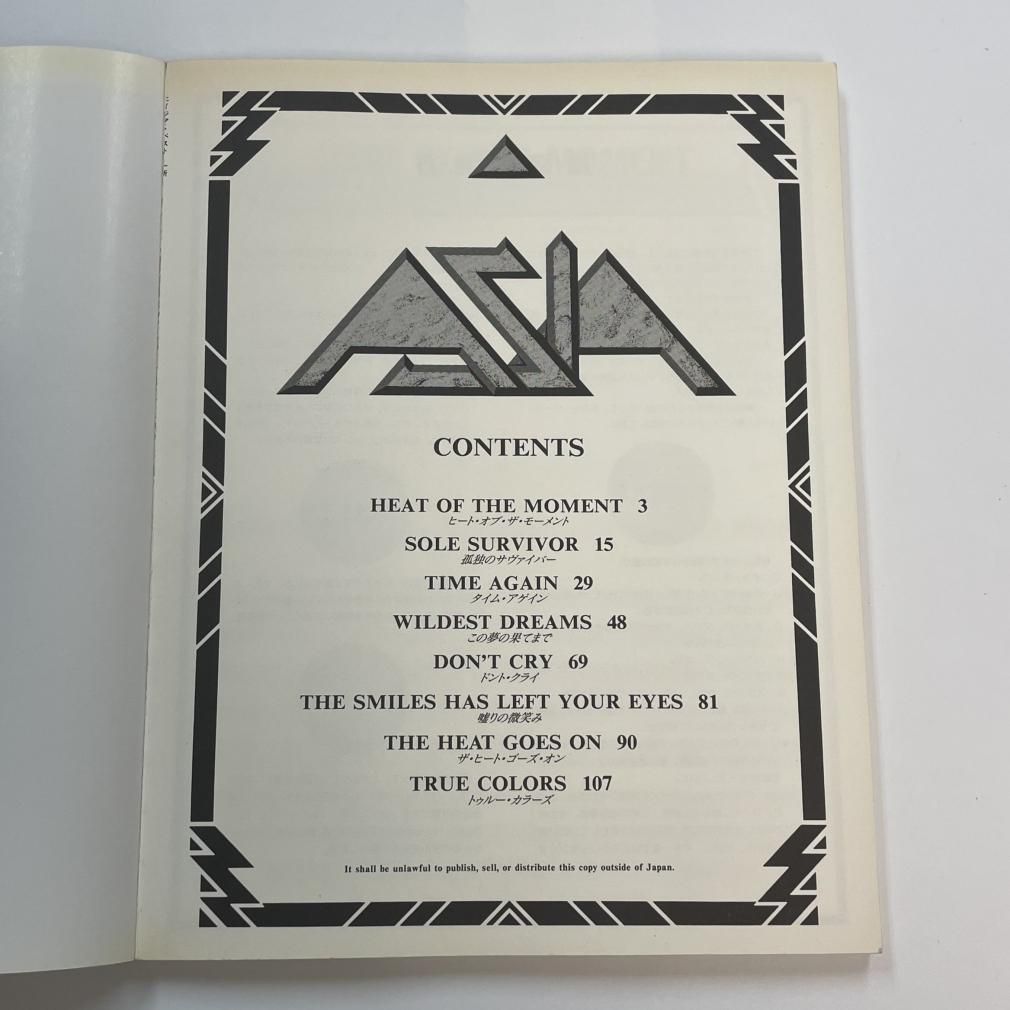 ASIA
CONTENTS
HEAT OF THE MOMENT 3
ヒート・オブ・ザ・モーメント
SOLE SURVIVOR 15
孤独のサヴァイバー
TIME AGAIN 29
タイム・アゲイン
WILDEST DREAMS 48
この夢の果てまで
DON'T CRY 69
ドント・クライ
THE SMILES HAS LEFT YOUR EYES 81
嘘りの微笑み
THE HEAT GOES ON 90
ザ・ヒート・ゴーズ・オン
TRUE COLORS 107
トゥルー・カラーズ
It shall be unlawful to publish, sell, or distribute this copy outside of Japan.